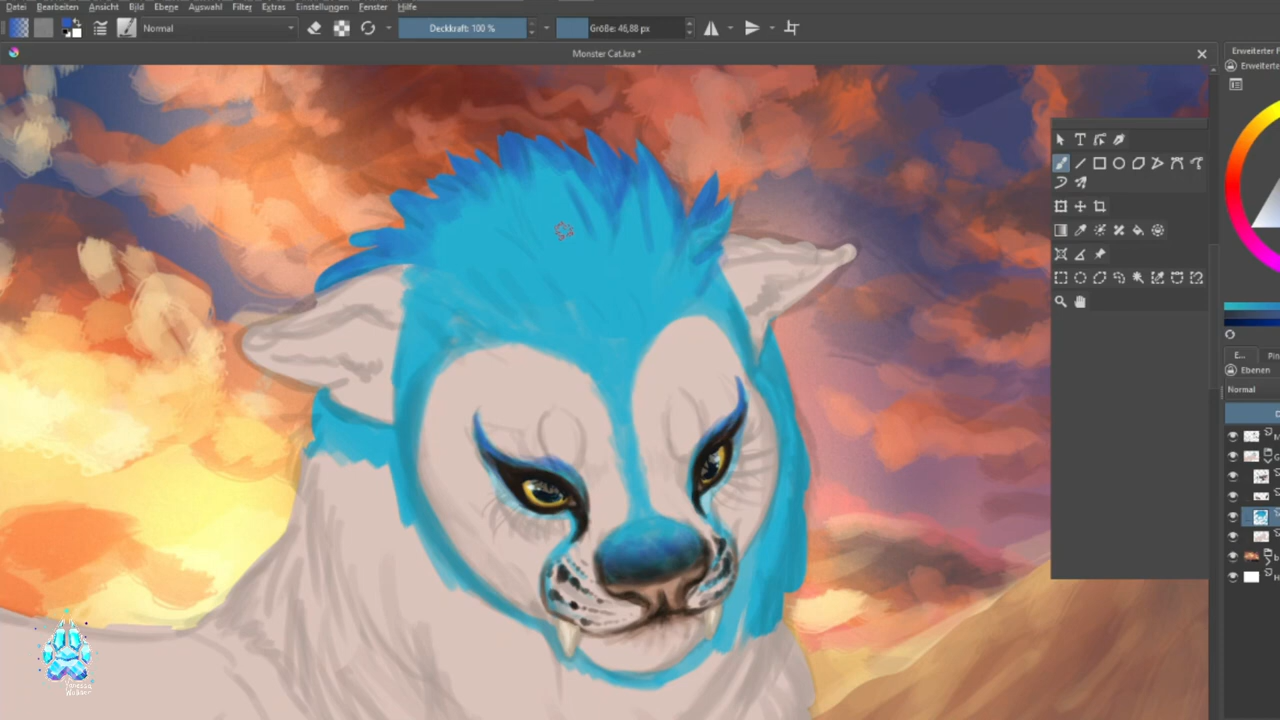 Datei Bearbeiten Ansicht Bild Ebene Auswahl Filter Extras Einstellungen Fenster Hilfe
Normal Deckkraft: 100 % Größe: 46,88 px
Monster Cat.kra *
Erweiterter
Erweiterte
E...
Ebenen
Normal